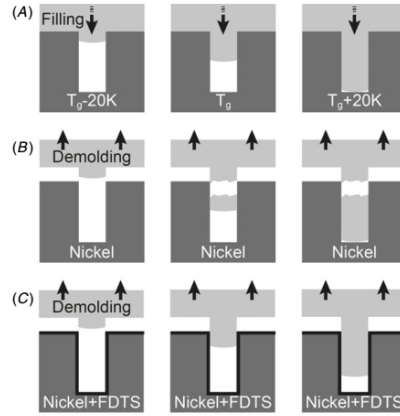 (A)
Filling
Tg-20K
Tg
Tg+20K
(B)
Demolding
Nickel
Nickel
Nickel
(C)
Demolding
Nickel+FDTS
Nickel+FDTS
Nickel+FDTS